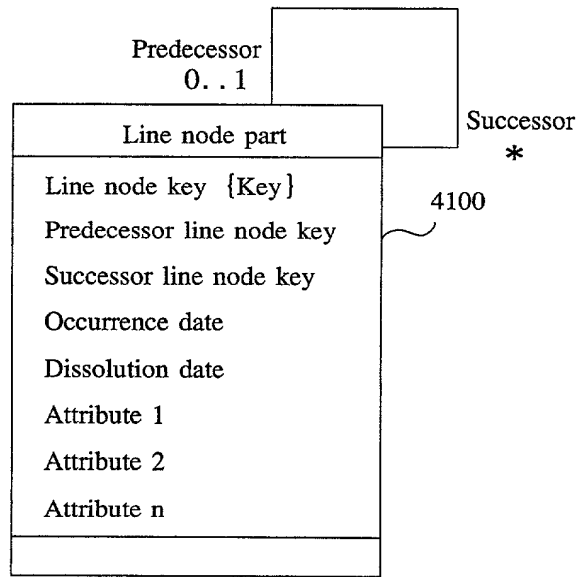 Predecessor
0. . 1
Successor
*
Line node part
Line node key {Key}
4100
Predecessor line node key
Successor line node key
Occurrence date
Dissolution date
Attribute 1
Attribute 2
Attribute n